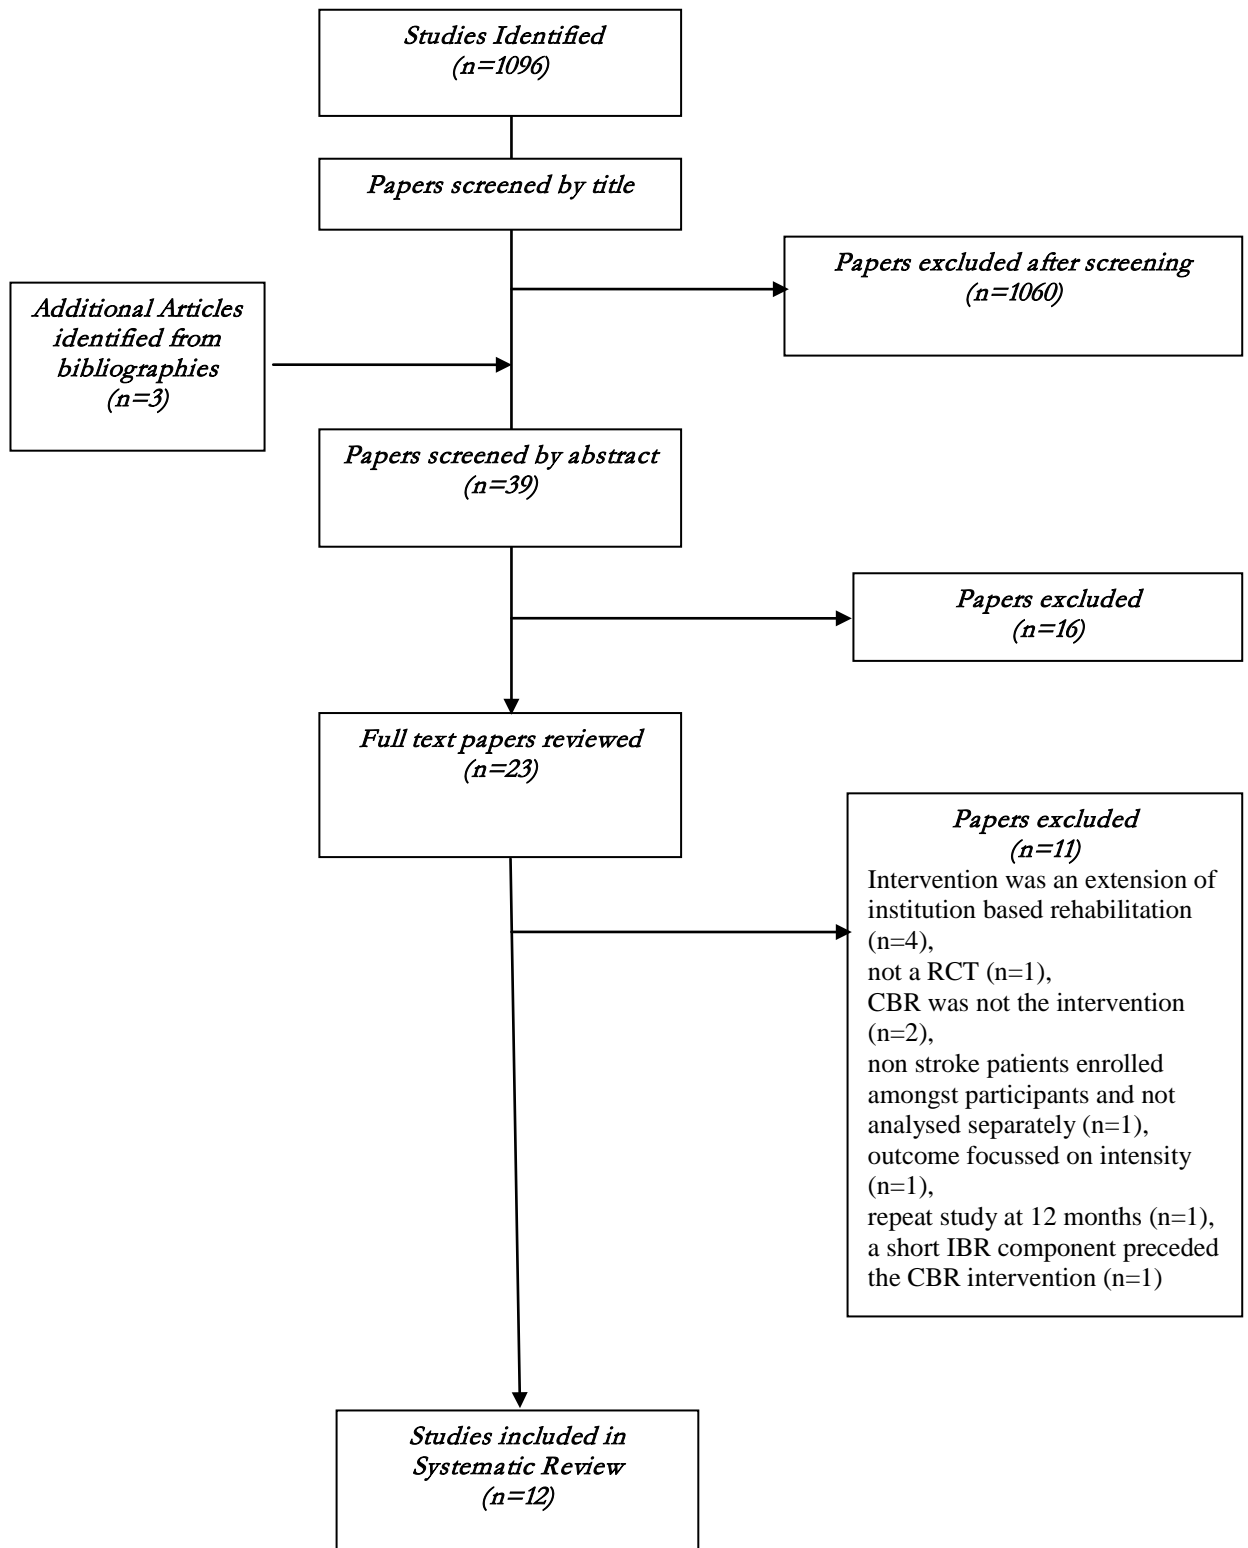 Studies Identified
(n=1096)
Papers screened by title
Papers excluded after screening
(n=1060)
Additional Articles
identified from
bibliographies
(n=3)
Papers screened by abstract
(n=39)
Papers excluded
(n=16)
Full text papers reviewed
(n=23)
Papers excluded
(n=11)
Intervention was an extension of
institution based rehabilitation
(n=4),
not a RCT (n=1),
CBR was not the intervention
(n=2),
non stroke patients enrolled
amongst participants and not
analysed separately (n=1),
outcome focussed on intensity
(n=1),
repeat study at 12 months (n=1),
a short IBR component preceded
the CBR intervention (n=1)
Studies included in
Systematic Review
(n=12)